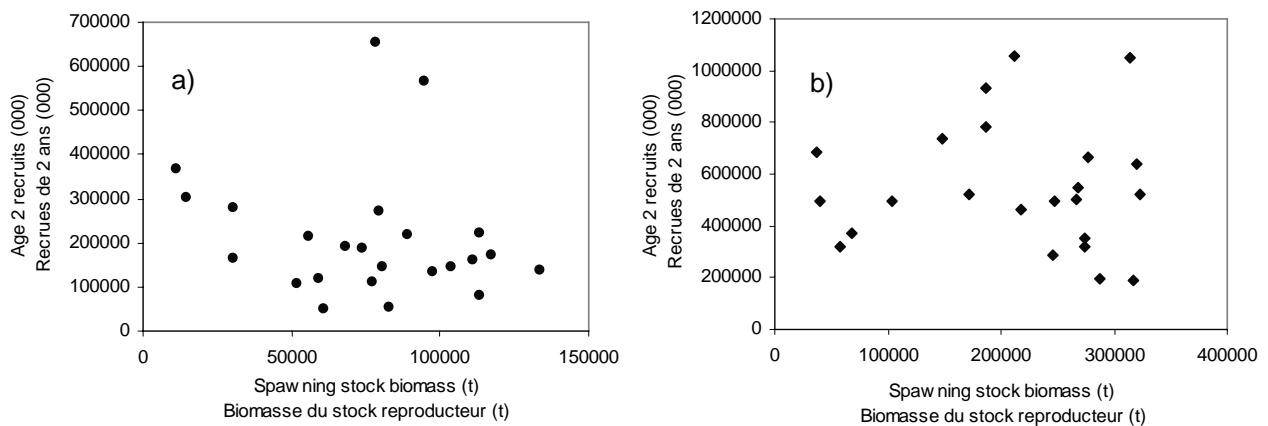 700000
600000
500000
400000
300000
200000
100000
0
Age 2 recruits (000)
Recrues de 2 ans (000)
a)
0
50000
100000
150000
Spaw ning stock biomass (t)
Biomasse du stock reproducteur (t)
1200000
1000000
800000
600000
400000
200000
0
Age 2 recruits (000)
Recrues de 2 ans (000)
b)
0
100000
200000
300000
400000
Spaw ning stock biomass (t)
Biomasse du stock reproducteur (t)